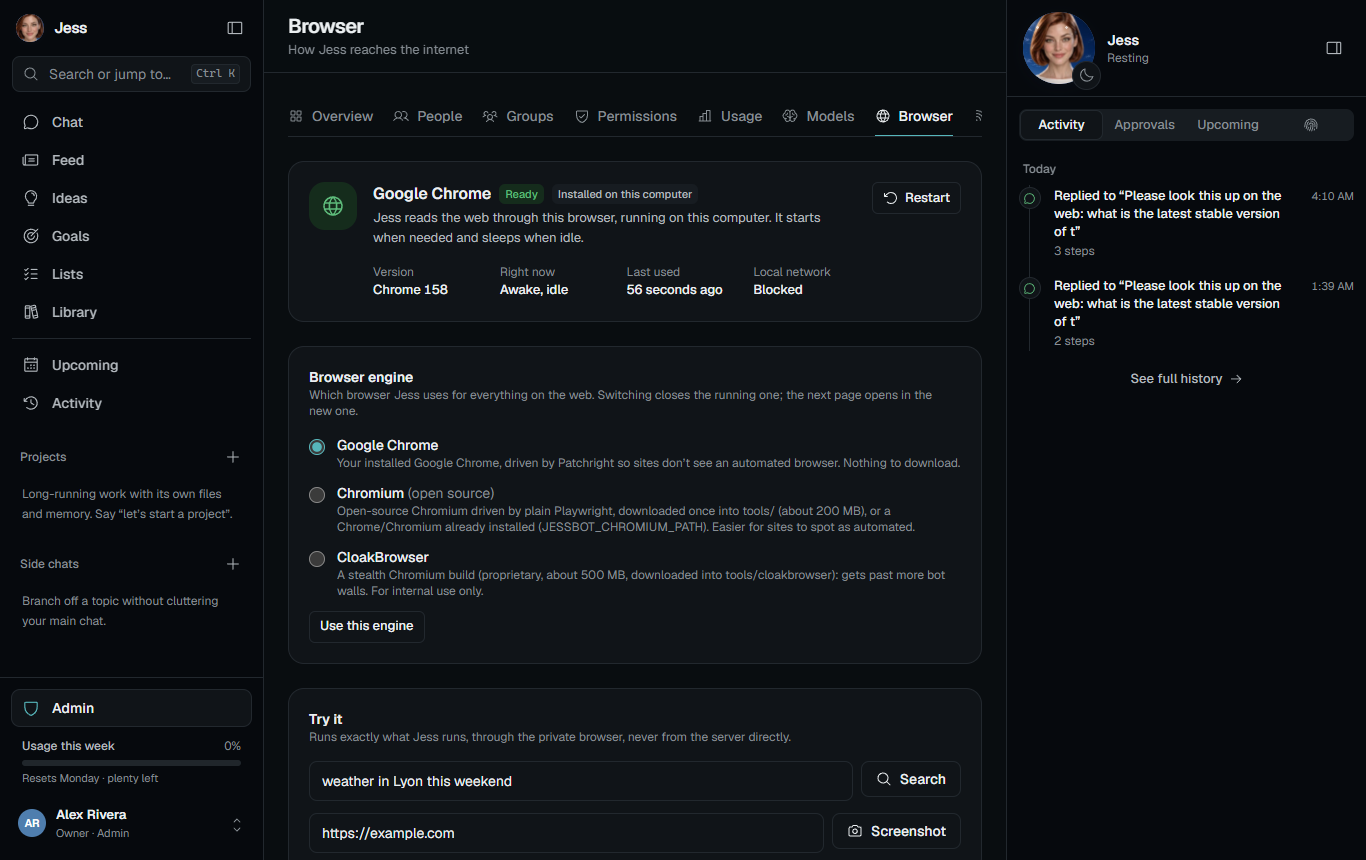 Jess
Search or jump to...
Ctrl K
Chat
Feed
Ideas
Goals
Lists
Library
Upcoming
Activity
Projects
Long-running work with its own files
and memory. Say “let’s start a project”.
Side chats
Branch off a topic without cluttering
your main chat.
Admin
Usage this week 0%
Resets Monday · plenty left
AR
Alex Rivera
Owner · Admin
Browser
How Jess reaches the internet
Overview People Groups Permissions Usage Models Browser
Google Chrome Ready Installed on this computer
Restart
Jess reads the web through this browser, running on this computer. It starts
when needed and sleeps when idle.
Version Right now Last used Local network
Chrome 158 Awake, idle 56 seconds ago Blocked
Browser engine
Which browser Jess uses for everything on the web. Switching closes the running one; the next page opens in the
new one.
Google Chrome
Your installed Google Chrome, driven by Patchright so sites don’t see an automated browser. Nothing to download.
Chromium (open source)
Open-source Chromium driven by plain Playwright, downloaded once into tools/ (about 200 MB), or a
Chrome/Chromium already installed (JESSBOT_CHROMIUM_PATH). Easier for sites to spot as automated.
CloakBrowser
A stealth Chromium build (proprietary, about 500 MB, downloaded into tools/cloakbrowser): gets past more bot
walls. For internal use only.
Use this engine
Try it
Runs exactly what Jess runs, through the private browser, never from the server directly.
weather in Lyon this weekend
Search
https://example.com
Screenshot
Jess
Resting
Activity Approvals Upcoming
Today
Replied to “Please look this up on the 4:10 AM
web: what is the latest stable version
of t”
3 steps
Replied to “Please look this up on the 1:39 AM
web: what is the latest stable version
of t”
2 steps
See full history